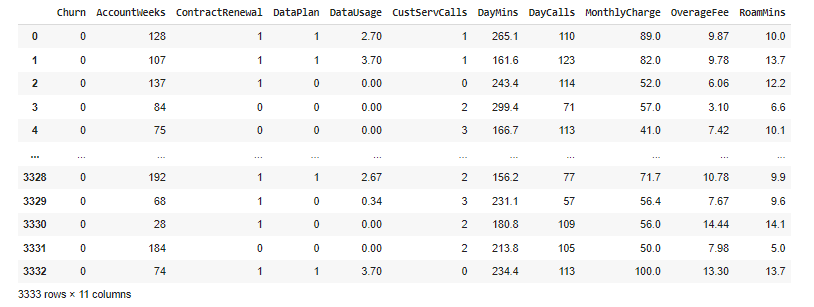 Churn AccountWeeks ContractRenewal DataPlan DataUsage CustServCalls DayMins DayCalls MonthlyCharge OverageFee RoamMins
0 0 128 1 1 2.70 1 265.1 110 89.0 9.87 10.0
1 0 107 1 1 3.70 1 161.6 123 82.0 9.78 13.7
2 0 137 1 0 0.00 0 243.4 114 52.0 6.06 12.2
3 0 84 0 0 0.00 2 299.4 71 57.0 3.10 6.6
4 0 75 0 0 0.00 3 166.7 113 41.0 7.42 10.1
... ... ... ... ... ... ... ... ... ... ... ...
3328 0 192 1 1 2.67 2 156.2 77 71.7 10.78 9.9
3329 0 68 1 0 0.34 3 231.1 57 56.4 7.67 9.6
3330 0 28 1 0 0.00 2 180.8 109 56.0 14.44 14.1
3331 0 184 0 0 0.00 2 213.8 105 50.0 7.98 5.0
3332 0 74 1 1 3.70 0 234.4 113 100.0 13.30 13.7
3333 rows × 11 columns